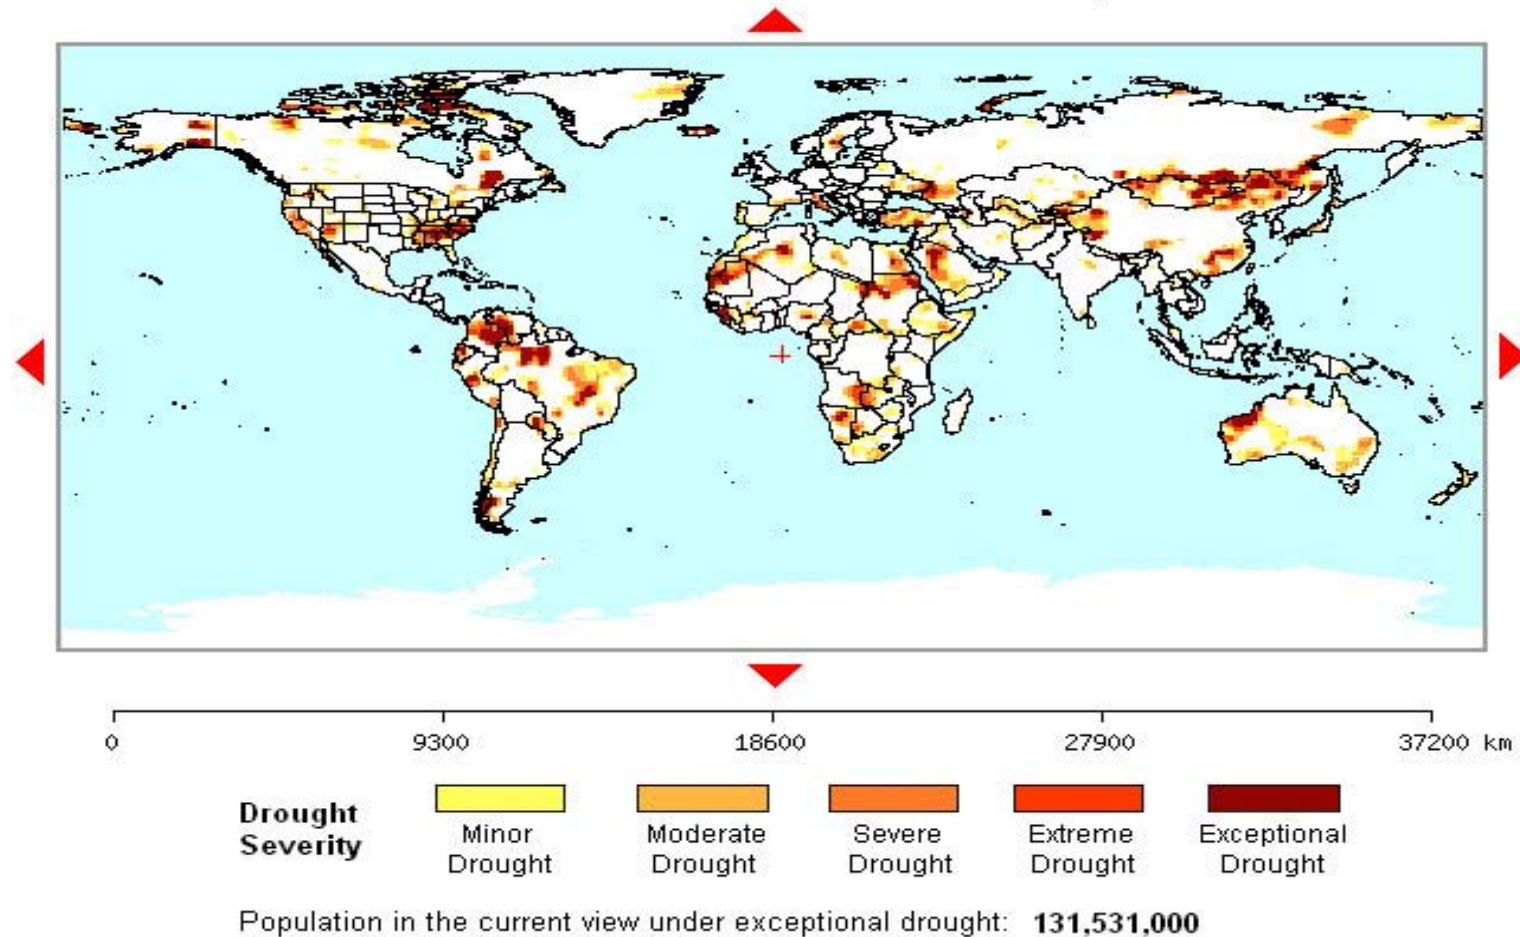 0 9300 18600 27900 37200 km
Drought Severity
Minor Drought
Moderate Drought
Severe Drought
Extreme Drought
Exceptional Drought
Population in the current view under exceptional drought: 131,531,000